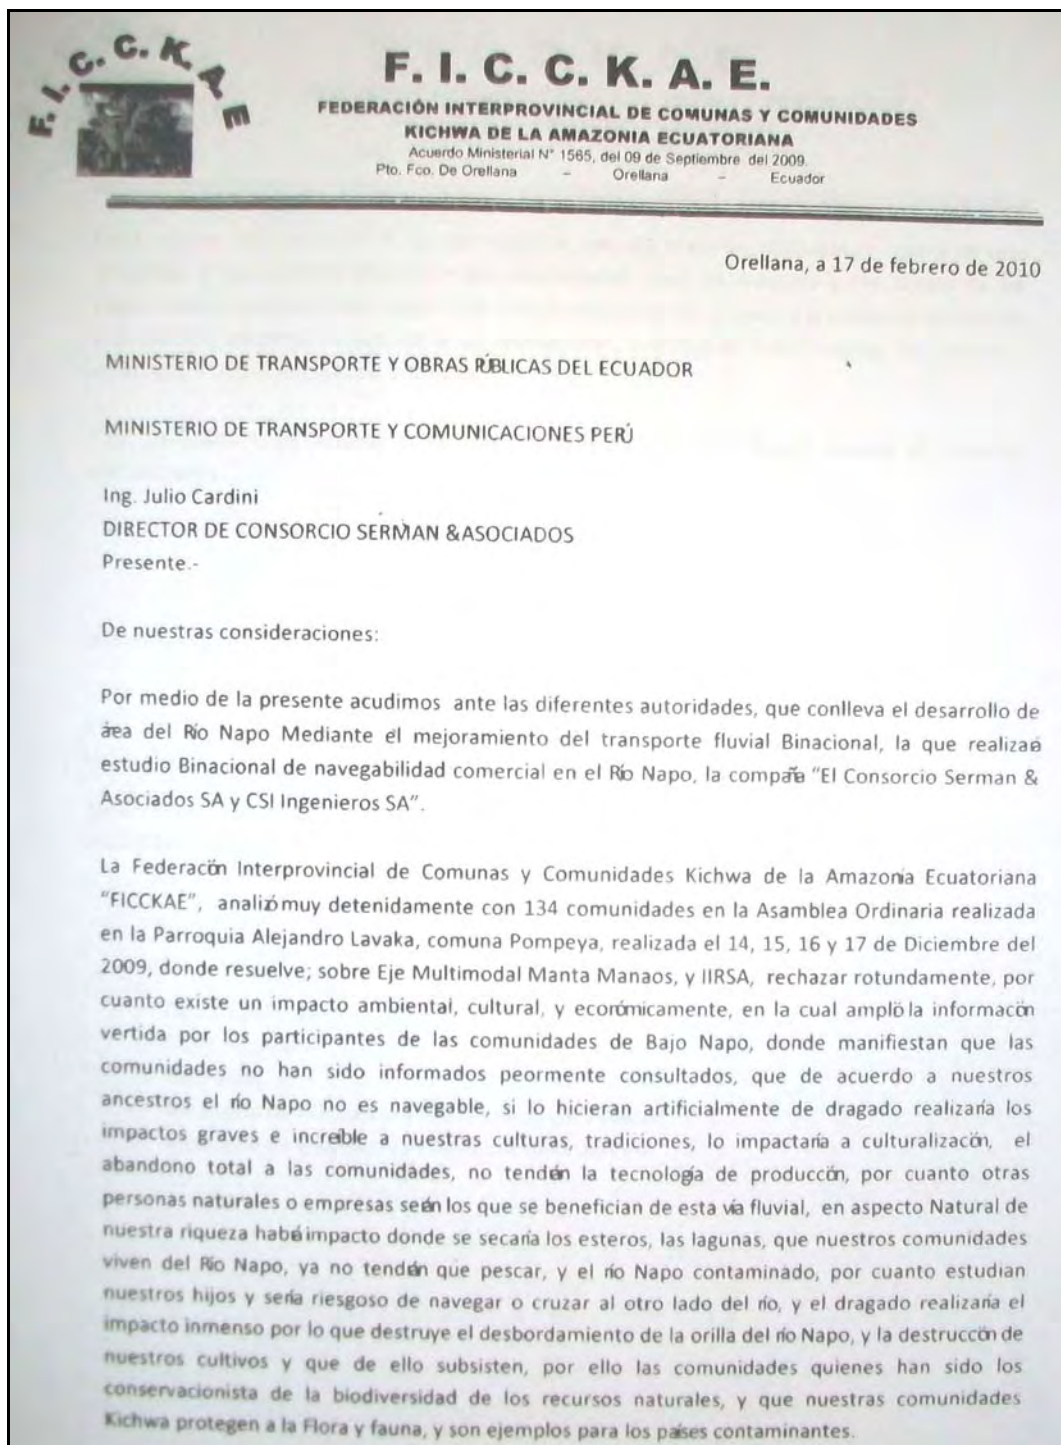 F. I. C. C. K. A E
F. I. C. C. K. A. E.
FEDERACIÓN INTERPROVINCIAL DE COMUNAS Y COMUNIDADES
KICHWA DE LA AMAZONIA ECUATORIANA
Acuerdo Ministerial N° 1565, del 09 de Septiembre del 2009.
Pto. Fco. De Orellana – Orellana – Ecuador
Orellana, a 17 de febrero de 2010
MINISTERIO DE TRANSPORTE Y OBRAS PÚBLICAS DEL ECUADOR
MINISTERIO DE TRANSPORTE Y COMUNICACIONES PERÚ
Ing. Julio Cardini
DIRECTOR DE CONSORCIO SERMAN &ASOCIADOS
Presente.-
De nuestras consideraciones:
Por medio de la presente acudimos ante las diferentes autoridades, que conlleva el desarrollo de
área del Río Napo Mediante el mejoramiento del transporte fluvial Binacional, la que realizaá
estudio Binacional de navegabilidad comercial en el Río Napo, la compañía "El Consorcio Serman &
Asociados SA y CSI Ingenieros SA".
La Federación Interprovincial de Comunas y Comunidades Kichwa de la Amazonía Ecuatoriana
"FICCKAE", analizó muy detenidamente con 134 comunidades en la Asamblea Ordinaria realizada
en la Parroquia Alejandro Lavaka, comuna Pompeya, realizada el 14, 15, 16 y 17 de Diciembre del
2009, donde resuelve; sobre Eje Multimodal Manta Manaos, y IIRSA, rechazar rotundamente, por
cuanto existe un impacto ambiental, cultural, y económicamente, en la cual amplió la información
vertida por los participantes de las comunidades de Bajo Napo, donde manifiestan que las
comunidades no han sido informados peormente consultados, que de acuerdo a nuestros
ancestros el río Napo no es navegable, si lo hicieran artificialmente de dragado realizaría los
impactos graves e increíble a nuestras culturas, tradiciones, lo impactaría a culturalización, el
abandono total a las comunidades, no tendrán la tecnología de producción, por cuanto otras
personas naturales o empresas serán los que se benefician de esta vía fluvial, en aspecto Natural de
nuestra riqueza habrá impacto donde se secaría los esteros, las lagunas, que nuestros comunidades
viven del Río Napo, ya no tendrán que pescar, y el río Napo contaminado, por cuanto estudian
nuestros hijos y sería riesgoso de navegar o cruzar al otro lado del río, y el dragado realizaría el
impacto inmenso por lo que destruye el desbordamiento de la orilla del río Napo, y la destrucción de
nuestros cultivos y que de ello subsisten, por ello las comunidades quienes han sido los
conservacionista de la biodiversidad de los recursos naturales, y que nuestras comunidades
Kichwa protegen a la Flora y fauna, y son ejemplos para los países contaminantes.